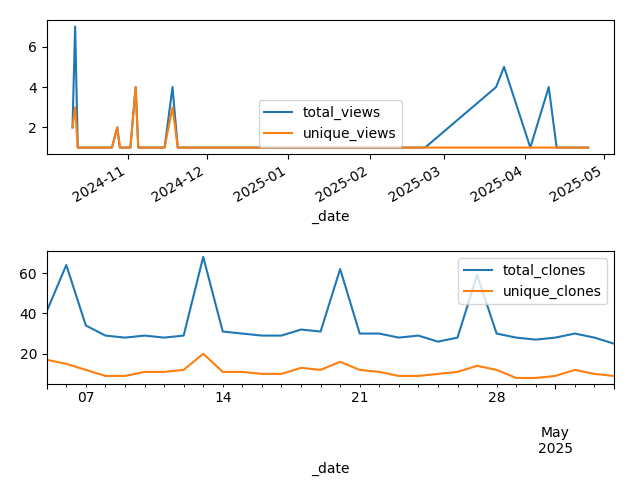 6
4
2
total_views
unique_views
2024-11
2024-12
2025-01
2025-02
2025-03
2025-04
2025-05
_date
60
40
20
total_clones
unique_clones
07
14
21
28
May
2025
_date